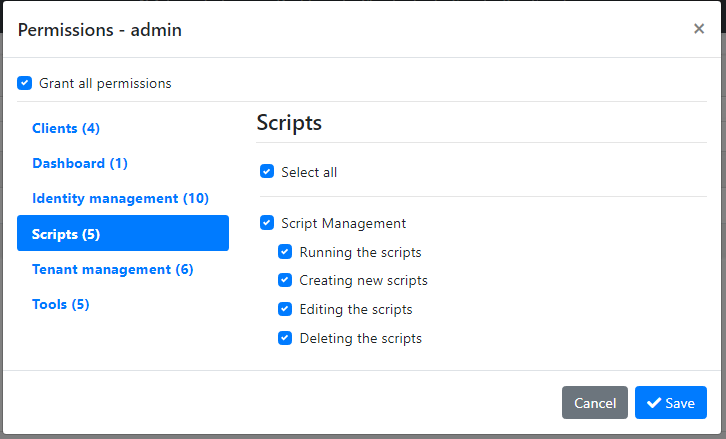 Permissions - admin
×
Grant all permissions
Clients (4)
Dashboard (1)
Identity management (10)
Scripts (5)
Tenant management (6)
Tools (5)
Scripts
Select all
Script Management
Running the scripts
Creating new scripts
Editing the scripts
Deleting the scripts
Cancel
Save